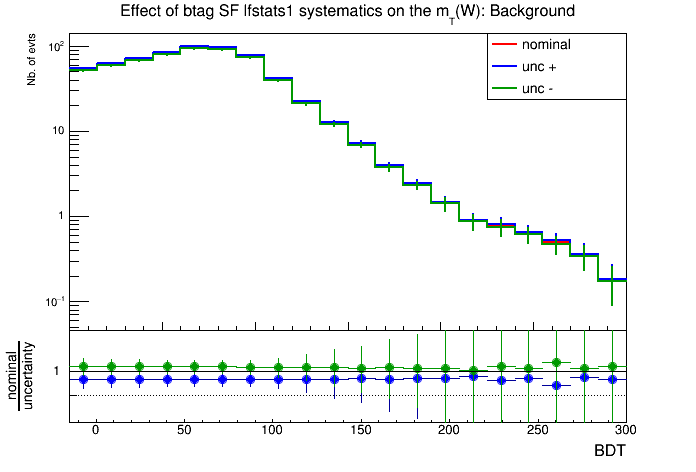 Effect of btag SF lfstats1 systematics on the m_T(W): Background
Nb. of evts
nominal
unc +
unc -
10²
10
1
10⁻¹
nominal
uncertainty
1
0 50 100 150 200 250 300
BDT